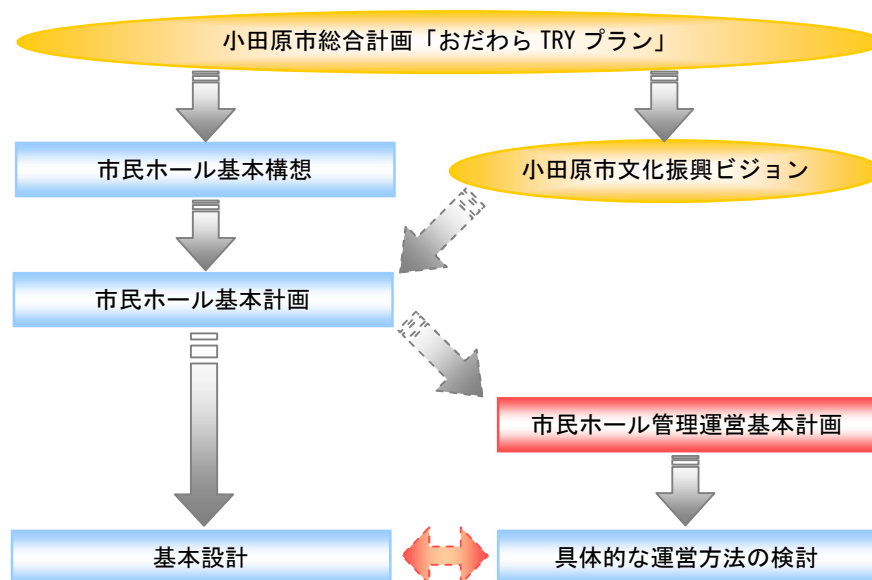 小田原市総合計画「おだわら TRY プラン」
市民ホール基本構想
小田原市文化振興ビジョン
市民ホール基本計画
市民ホール管理運営基本計画
基本設計
具体的な運営方法の検討